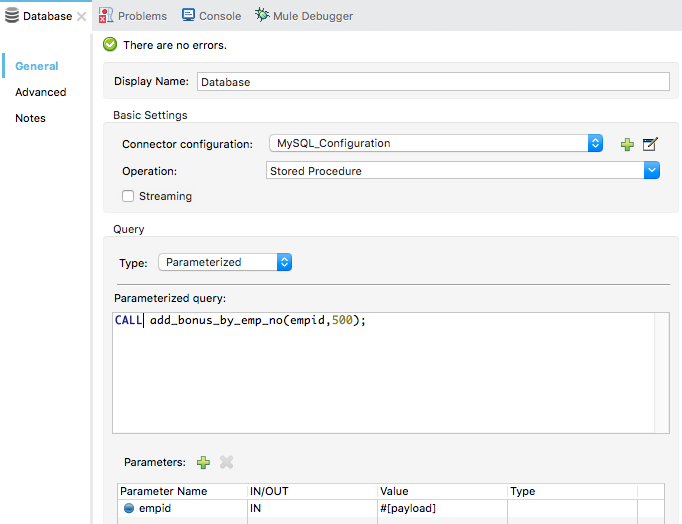 Database Problems Console Mule Debugger
There are no errors.
General
Advanced
Notes
Display Name: Database
Basic Settings
Connector configuration: MySQL_Configuration
Operation: Stored Procedure
Streaming
Query
Type: Parameterized
Parameterized query:
CALL add_bonus_by_emp_no(empid,500);
Parameters:
Parameter Name IN/OUT Value Type
empid IN #[payload]